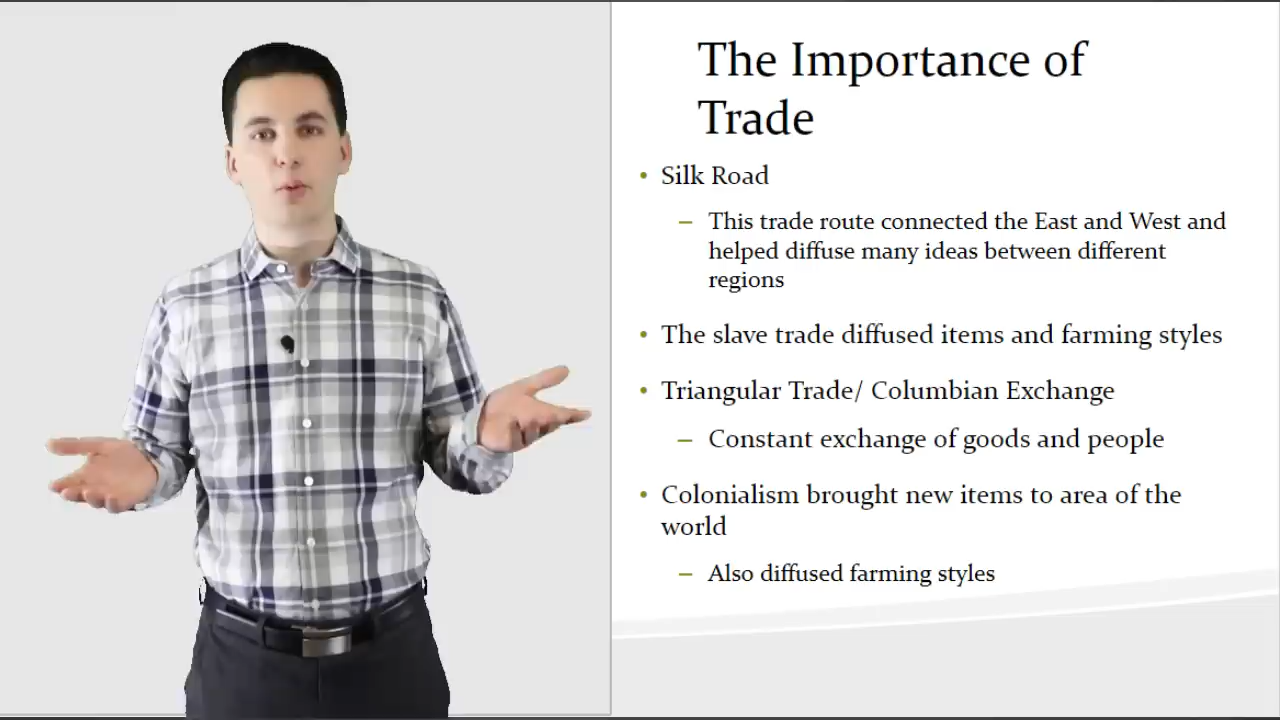 The Importance of
Trade
• Silk Road
– This trade route connected the East and West and
helped diffuse many ideas between different
regions
• The slave trade diffused items and farming styles
• Triangular Trade/ Columbian Exchange
– Constant exchange of goods and people
• Colonialism brought new items to area of the
world
– Also diffused farming styles